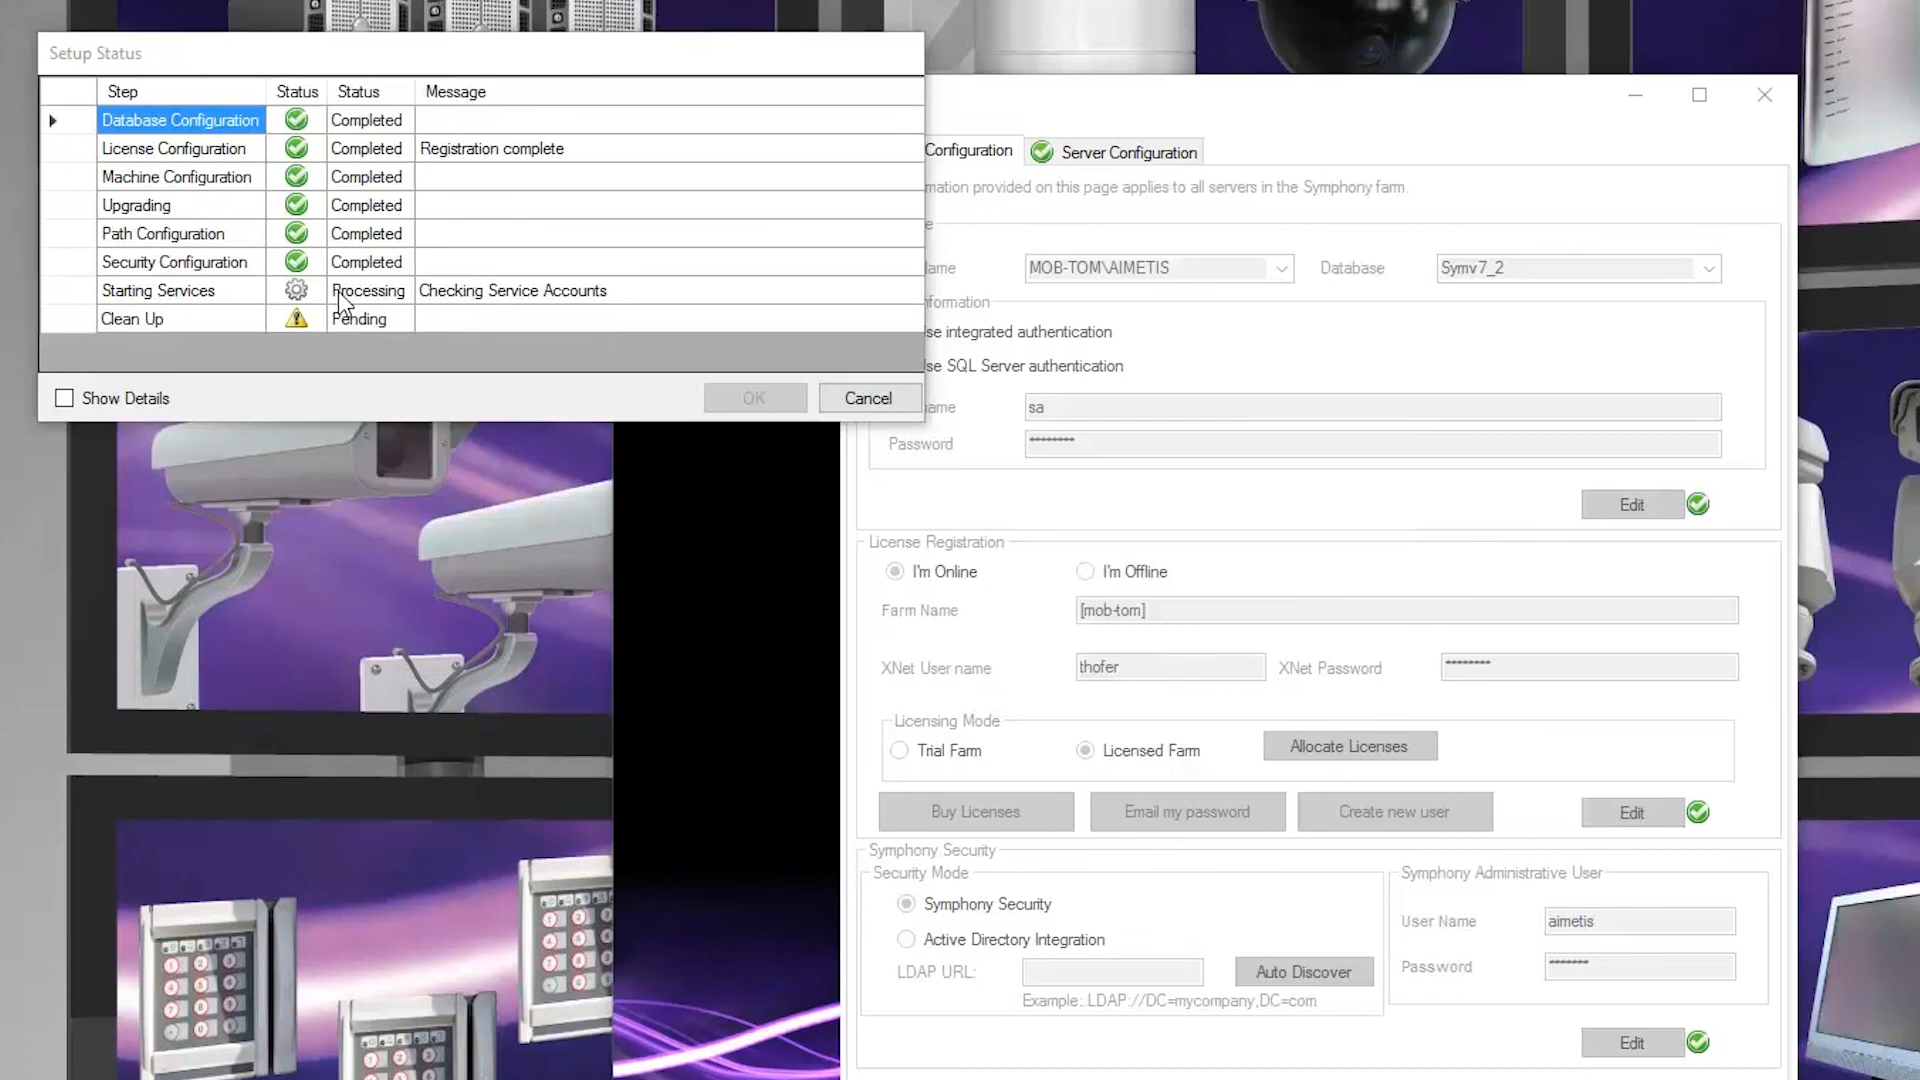 Setup Status
Step Status Status Message
Database Configuration Completed
License Configuration Completed Registration complete
Machine Configuration Completed
Upgrading Completed
Path Configuration Completed
Security Configuration Completed
Starting Services Processing Checking Service Accounts
Clean Up Pending
Show Details OK Cancel
Configuration Server Configuration
mation provided on this page applies to all servers in the Symphony farm.
e
ame MOB-TOM\AIMETIS Database Symv7_2
nformation
se integrated authentication
se SQL Server authentication
name sa
Password ********
Edit
License Registration
I'm Online I'm Offline
Farm Name [mob-tom]
XNet User name thofer XNet Password ********
Licensing Mode
Trial Farm Licensed Farm Allocate Licenses
Buy Licenses Email my password Create new user Edit
Symphony Security
Security Mode Symphony Administrative User
Symphony Security
User Name aimetis
Active Directory Integration
Password *******
LDAP URL: Auto Discover
Example: LDAP://DC=mycompany,DC=com
Edit